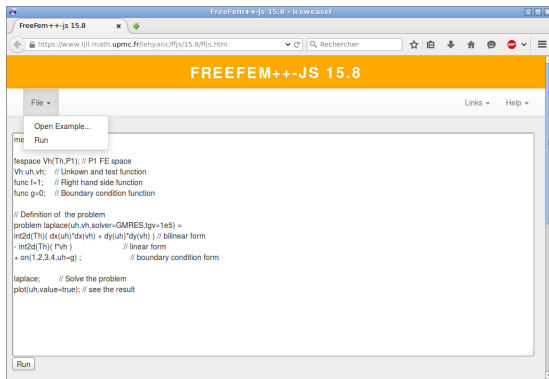 FreeFem++-js 15.8 - Iceweasel
FreeFem++-js 15.8
https://www.ljll.math.upmc.fr/lehyaric/ffjs/15.8/ffjs.htm
Rechercher
ABP
FREEFEM++-JS 15.8
File
Links
Help
Open Example...
Run
me
fespace Vh(Th,P1); // P1 FE space
Vh uh,vh; // Unkown and test function
func f=1; // Right hand side function
func g=0; // Boundary condition function
// Definition of the problem
problem laplace(uh,vh,solver=GMRES,tgv=1e5) =
int2d(Th)( dx(uh)*dx(vh) + dy(uh)*dy(vh) ) // bilinear form
- int2d(Th)( f*vh ) // linear form
+ on(1,2,3,4,uh=g) ; // boundary condition form
laplace; // Solve the problem
plot(uh,value=true); // see the result
Run